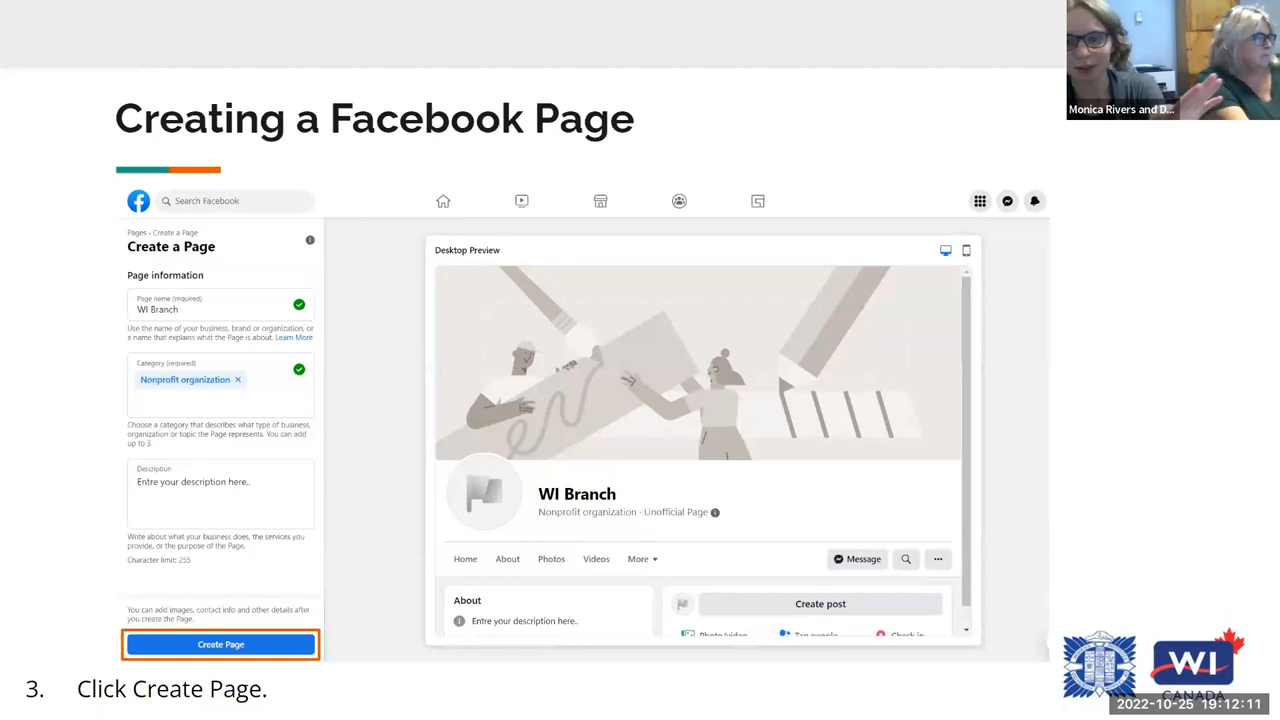 Monica Rivers and D...
Creating a Facebook Page
Search Facebook
Pages › Create a Page
Create a Page
Page information
Page name (required)
WI Branch
Use the name of your business, brand or organization, or
a name that explains what the Page is about. Learn More
Category (required)
Nonprofit organization ×
Choose a category that describes what type of business,
organization or topic the Page represents. You can add
up to 3.
Description
Entre your description here..
Write about what your business does, the services you
provide, or the purpose of the Page.
Character limit: 255
You can add images, contact info and other details after
you create the Page.
Create Page
Desktop Preview
WI Branch
Nonprofit organization · Unofficial Page
Home About Photos Videos More
Message
About
Entre your description here..
Create post
Photo/video Tag people Check in
3. Click Create Page.
WI
CANADA
2022-10-25 19:12:11